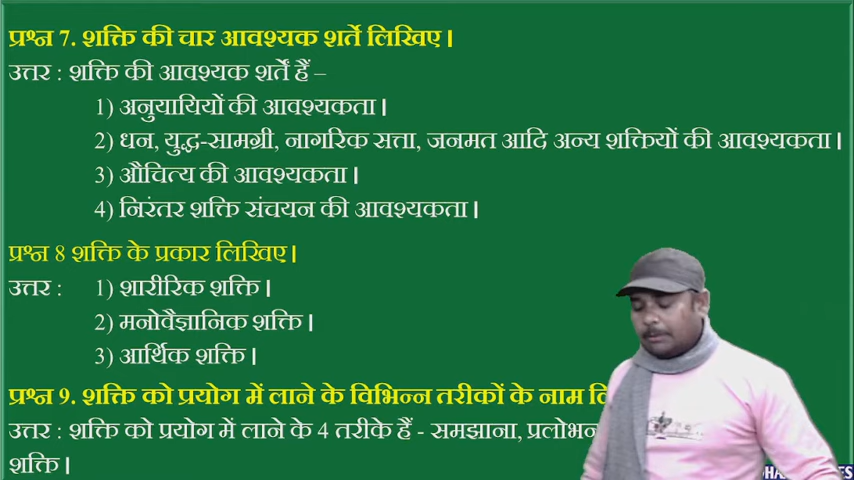 प्रश्न 7. शक्ति की चार आवश्यक शर्ते लिखिए।
उत्तर : शक्ति की आवश्यक शर्तें हैं –
1) अनुयायियों की आवश्यकता।
2) धन, युद्ध-सामग्री, नागरिक सत्ता, जनमत आदि अन्य शक्तियों की आवश्यकता।
3) औचित्य की आवश्यकता।
4) निरंतर शक्ति संचयन की आवश्यकता।
प्रश्न 8 शक्ति के प्रकार लिखिए।
उत्तर : 1) शारीरिक शक्ति।
2) मनोवैज्ञानिक शक्ति।
3) आर्थिक शक्ति।
प्रश्न 9. शक्ति को प्रयोग में लाने के विभिन्न तरीकों के नाम
उत्तर : शक्ति को प्रयोग में लाने के 4 तरीके हैं - समझाना, प्रलोभन
शक्ति।